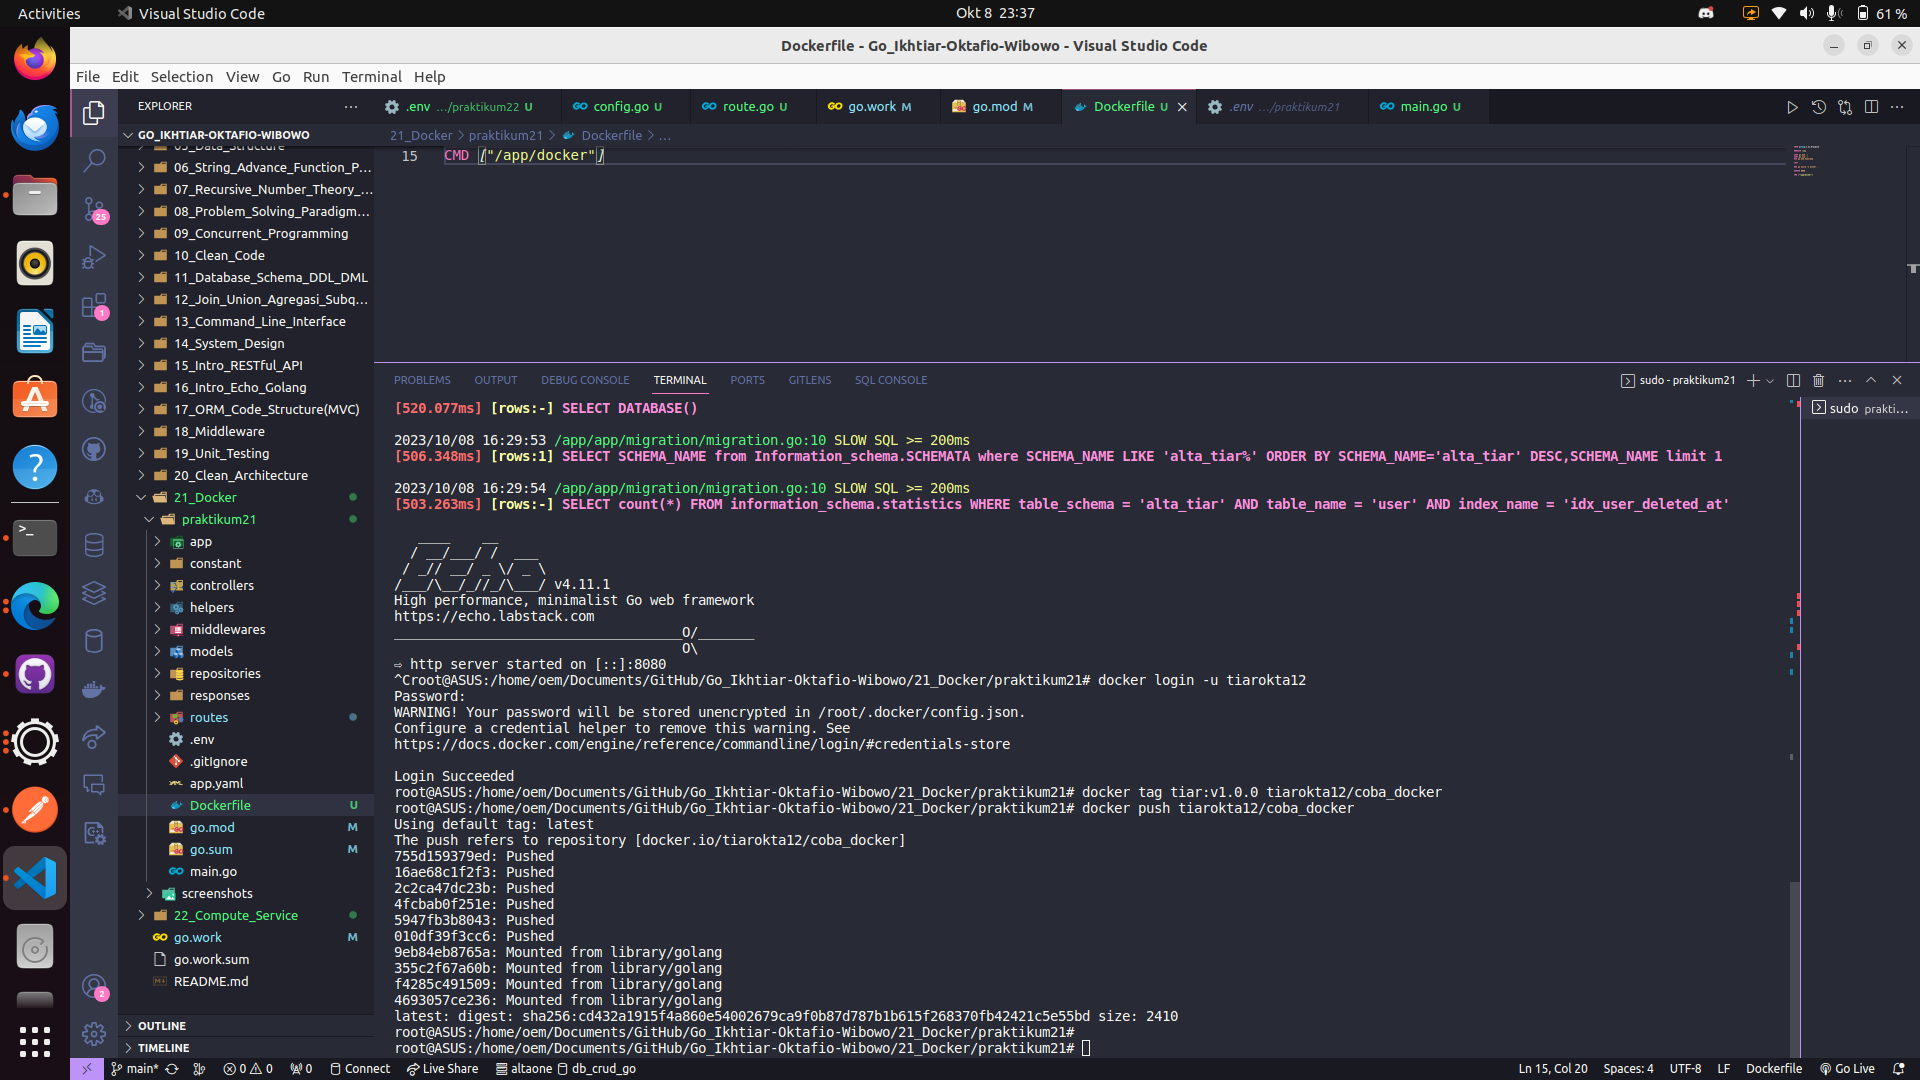 Activities
Visual Studio Code
Okt 8 23:37
61 %
Dockerfile - Go_Ikhtiar-Oktafio-Wibowo - Visual Studio Code
File Edit Selection View Go Run Terminal Help
EXPLORER
.env .../praktikum22 U
config.go U
route.go U
go.work M
go.mod M
Dockerfile U
.env .../praktikum21
main.go U
GO_IKHTIAR-OKTAFIO-WIBOWO
21_Docker > praktikum21 > Dockerfile > ...
05_Data_Structure
06_String_Advance_Function_P...
07_Recursive_Number_Theory_...
08_Problem_Solving_Paradigm...
09_Concurrent_Programming
10_Clean_Code
11_Database_Schema_DDL_DML
12_Join_Union_Agregasi_Subq...
13_Command_Line_Interface
14_System_Design
15_Intro_RESTful_API
16_Intro_Echo_Golang
17_ORM_Code_Structure(MVC)
18_Middleware
19_Unit_Testing
20_Clean_Architecture
21_Docker
praktikum21
app
constant
controllers
helpers
middlewares
models
repositories
responses
routes
.env
.gitIgnore
app.yaml
Dockerfile U
go.mod M
go.sum M
main.go
screenshots
22_Compute_Service
go.work M
go.work.sum
README.md
OUTLINE
TIMELINE
25
1
2
15 CMD ["/app/docker"]
PROBLEMS OUTPUT DEBUG CONSOLE TERMINAL PORTS GITLENS SQL CONSOLE
sudo - praktikum21
sudo prakti...
[520.077ms] [rows:-] SELECT DATABASE()
2023/10/08 16:29:53 /app/app/migration/migration.go:10 SLOW SQL >= 200ms
[506.348ms] [rows:1] SELECT SCHEMA_NAME from Information_schema.SCHEMATA where SCHEMA_NAME LIKE 'alta_tiar%' ORDER BY SCHEMA_NAME='alta_tiar' DESC,SCHEMA_NAME limit 1
2023/10/08 16:29:54 /app/app/migration/migration.go:10 SLOW SQL >= 200ms
[503.263ms] [rows:-] SELECT count(*) FROM information_schema.statistics WHERE table_schema = 'alta_tiar' AND table_name = 'user' AND index_name = 'idx_user_deleted_at'
   ____    __
  / __/___/ /  ___
 / _// __/ _ \/ _ \
/___/\__/_//_/\___/ v4.11.1
High performance, minimalist Go web framework
https://echo.labstack.com
____________________________________O/_______
                                    O\
⇨ http server started on [::]:8080
^Croot@ASUS:/home/oem/Documents/GitHub/Go_Ikhtiar-Oktafio-Wibowo/21_Docker/praktikum21# docker login -u tiarokta12
Password:
WARNING! Your password will be stored unencrypted in /root/.docker/config.json.
Configure a credential helper to remove this warning. See
https://docs.docker.com/engine/reference/commandline/login/#credentials-store
Login Succeeded
root@ASUS:/home/oem/Documents/GitHub/Go_Ikhtiar-Oktafio-Wibowo/21_Docker/praktikum21# docker tag tiar:v1.0.0 tiarokta12/coba_docker
root@ASUS:/home/oem/Documents/GitHub/Go_Ikhtiar-Oktafio-Wibowo/21_Docker/praktikum21# docker push tiarokta12/coba_docker
Using default tag: latest
The push refers to repository [docker.io/tiarokta12/coba_docker]
755d159379ed: Pushed
16ae68c1f2f3: Pushed
2c2ca47dc23b: Pushed
4fcbab0f251e: Pushed
5947fb3b8043: Pushed
010df39f3cc6: Pushed
9eb84eb8765a: Mounted from library/golang
355c2f67a60b: Mounted from library/golang
f4285c491509: Mounted from library/golang
4693057ce236: Mounted from library/golang
latest: digest: sha256:cd432a1915f4a860e54002679ca9f0b87d787b1b615f268370fb42421c5e55bd size: 2410
root@ASUS:/home/oem/Documents/GitHub/Go_Ikhtiar-Oktafio-Wibowo/21_Docker/praktikum21#
root@ASUS:/home/oem/Documents/GitHub/Go_Ikhtiar-Oktafio-Wibowo/21_Docker/praktikum21#
main* 0 0 0 Connect Live Share altaone db_crud_go
Ln 15, Col 20 Spaces: 4 UTF-8 LF Dockerfile Go Live